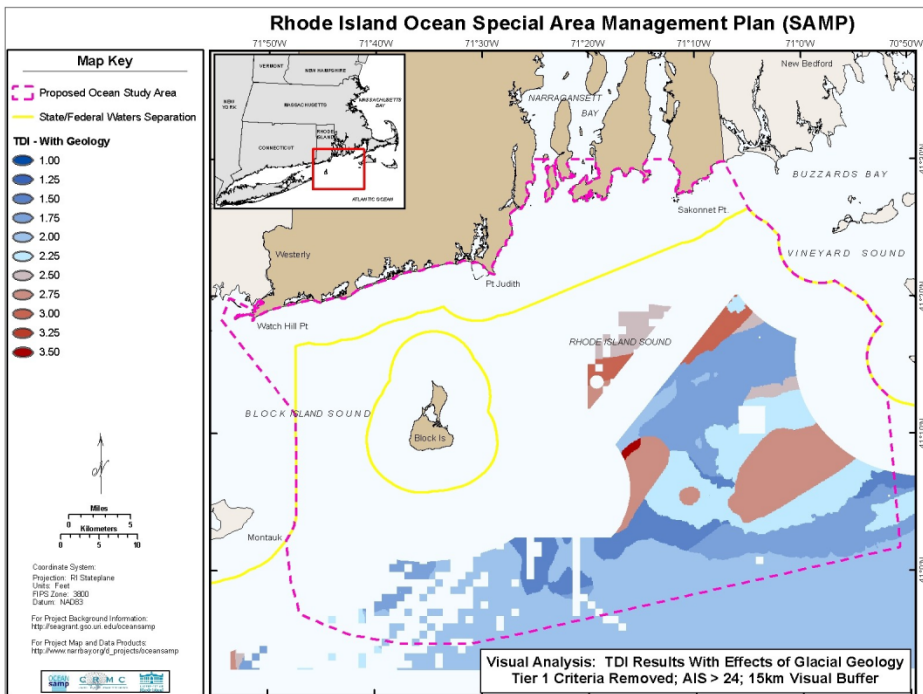 Rhode Island Ocean Special Area Management Plan (SAMP)
71°50'W 71°40'W 71°30'W 71°20'W 71°10'W 71°0'W
Map Key
Proposed Ocean Study Area
State/Federal Waters Separation
TDI - With Geology
1.00
1.25
1.50
1.75
2.00
2.25
2.50
2.75
3.00
3.25
3.50
N
Miles
0 5
Kilometers
0 5 10
Coordinate System:
Projection: RI Stateplane
Units: Feet
FIPS Zone: 3800
Datum: NAD83
For Project Background Information:
http://seagrant.gso.uri.edu/oceansamp
For Project Map and Data Products:
http://www.narrbay.org/d_projects/oceansamp
OCEAN
samp
CRMC
VERMONT
NEW HAMPSHIRE
NEW
YORK
MASSACHUSETTS
MASSACHUSETTS
BAY
RHODE
ISLAND
CONNECTICUT
ATLANTIC OCEAN
New Bedford
NARRAGANSETT
BAY
BUZZARDS BAY
Sakonnet Pt.
Westerly
VINEYARD SOUND
Pt Judith
Watch Hill Pt
RHODE ISLAND SOUND
BLOCK ISLAND SOUND
Block Is
Montauk
Visual Analysis: TDI Results With Effects of Glacial Geology
Tier 1 Criteria Removed; AIS > 24; 15km Visual Buffer